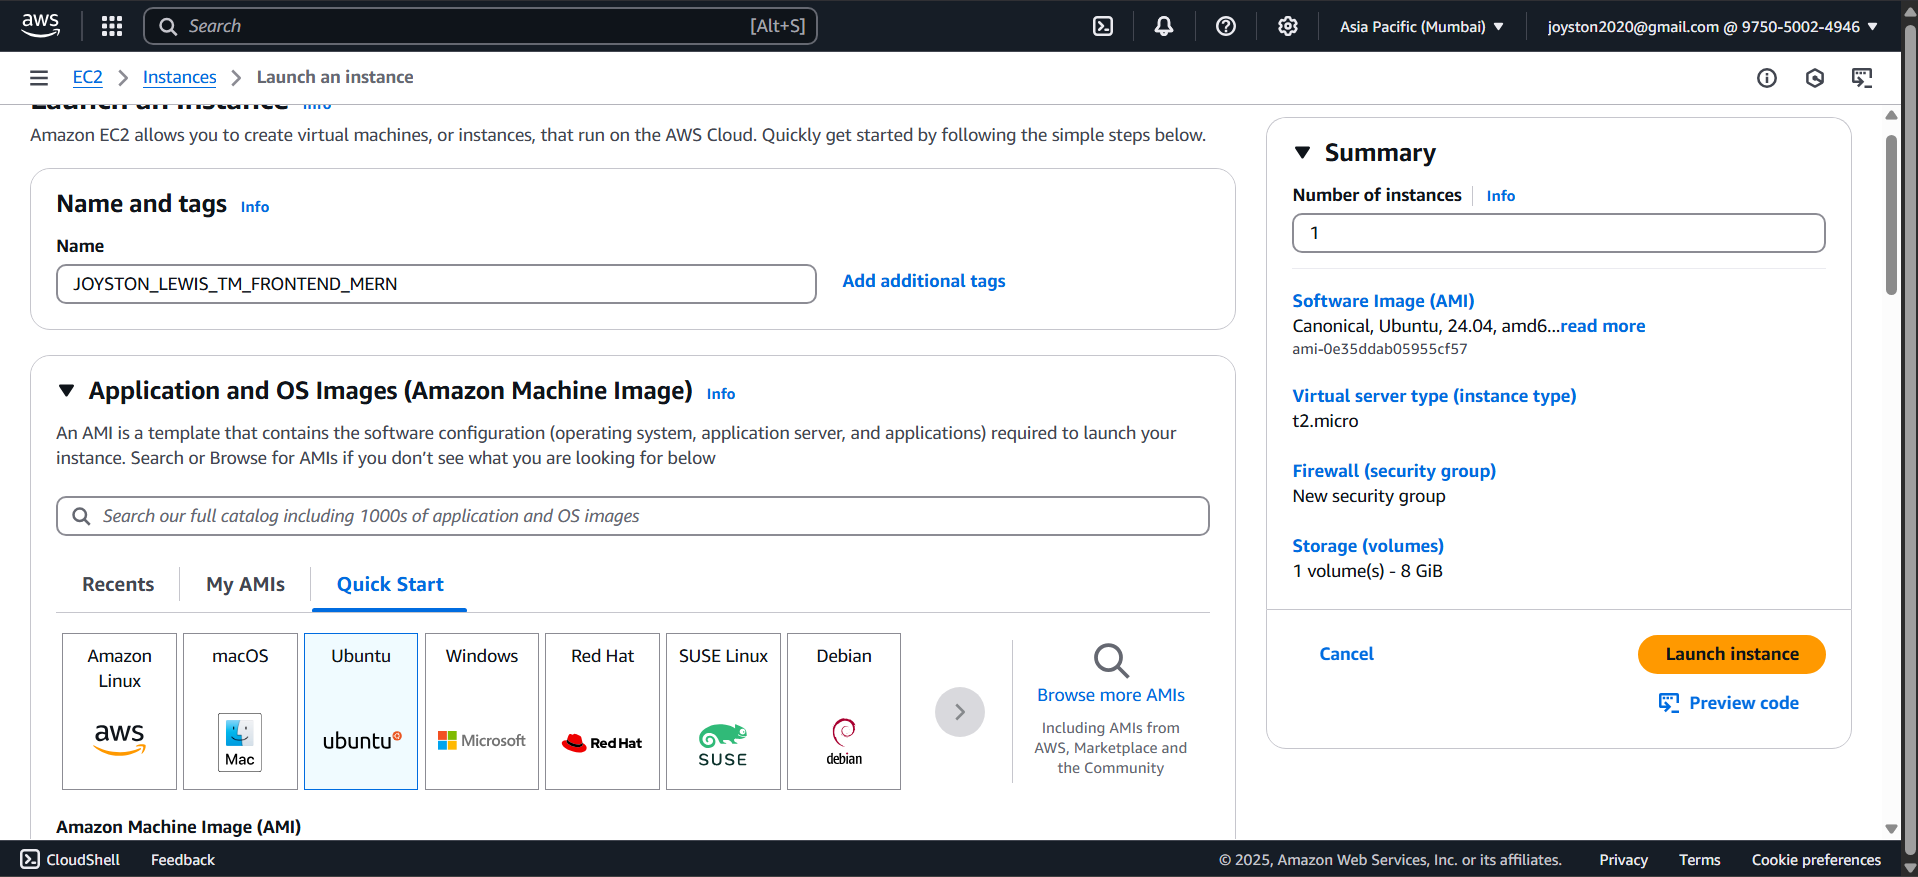 aws
Search
[Alt+S]
Asia Pacific (Mumbai)
joyston2020@gmail.com @ 9750-5002-4946
EC2
Instances
Launch an instance
Launch an instance
Info
Amazon EC2 allows you to create virtual machines, or instances, that run on the AWS Cloud. Quickly get started by following the simple steps below.
Name and tags
Info
Name
JOYSTON_LEWIS_TM_FRONTEND_MERN
Add additional tags
Application and OS Images (Amazon Machine Image)
Info
An AMI is a template that contains the software configuration (operating system, application server, and applications) required to launch your
instance. Search or Browse for AMIs if you don’t see what you are looking for below
Search our full catalog including 1000s of application and OS images
Recents
My AMIs
Quick Start
Amazon
Linux
aws
macOS
Mac
Ubuntu
ubuntu
Windows
Microsoft
Red Hat
RedHat
SUSE Linux
SUSE
Debian
debian
Browse more AMIs
Including AMIs from
AWS, Marketplace and
the Community
Amazon Machine Image (AMI)
Summary
Number of instances
Info
1
Software Image (AMI)
Canonical, Ubuntu, 24.04, amd6...read more
ami-0e35ddab05955cf57
Virtual server type (instance type)
t2.micro
Firewall (security group)
New security group
Storage (volumes)
1 volume(s) - 8 GiB
Cancel
Launch instance
Preview code
CloudShell
Feedback
© 2025, Amazon Web Services, Inc. or its affiliates.
Privacy
Terms
Cookie preferences